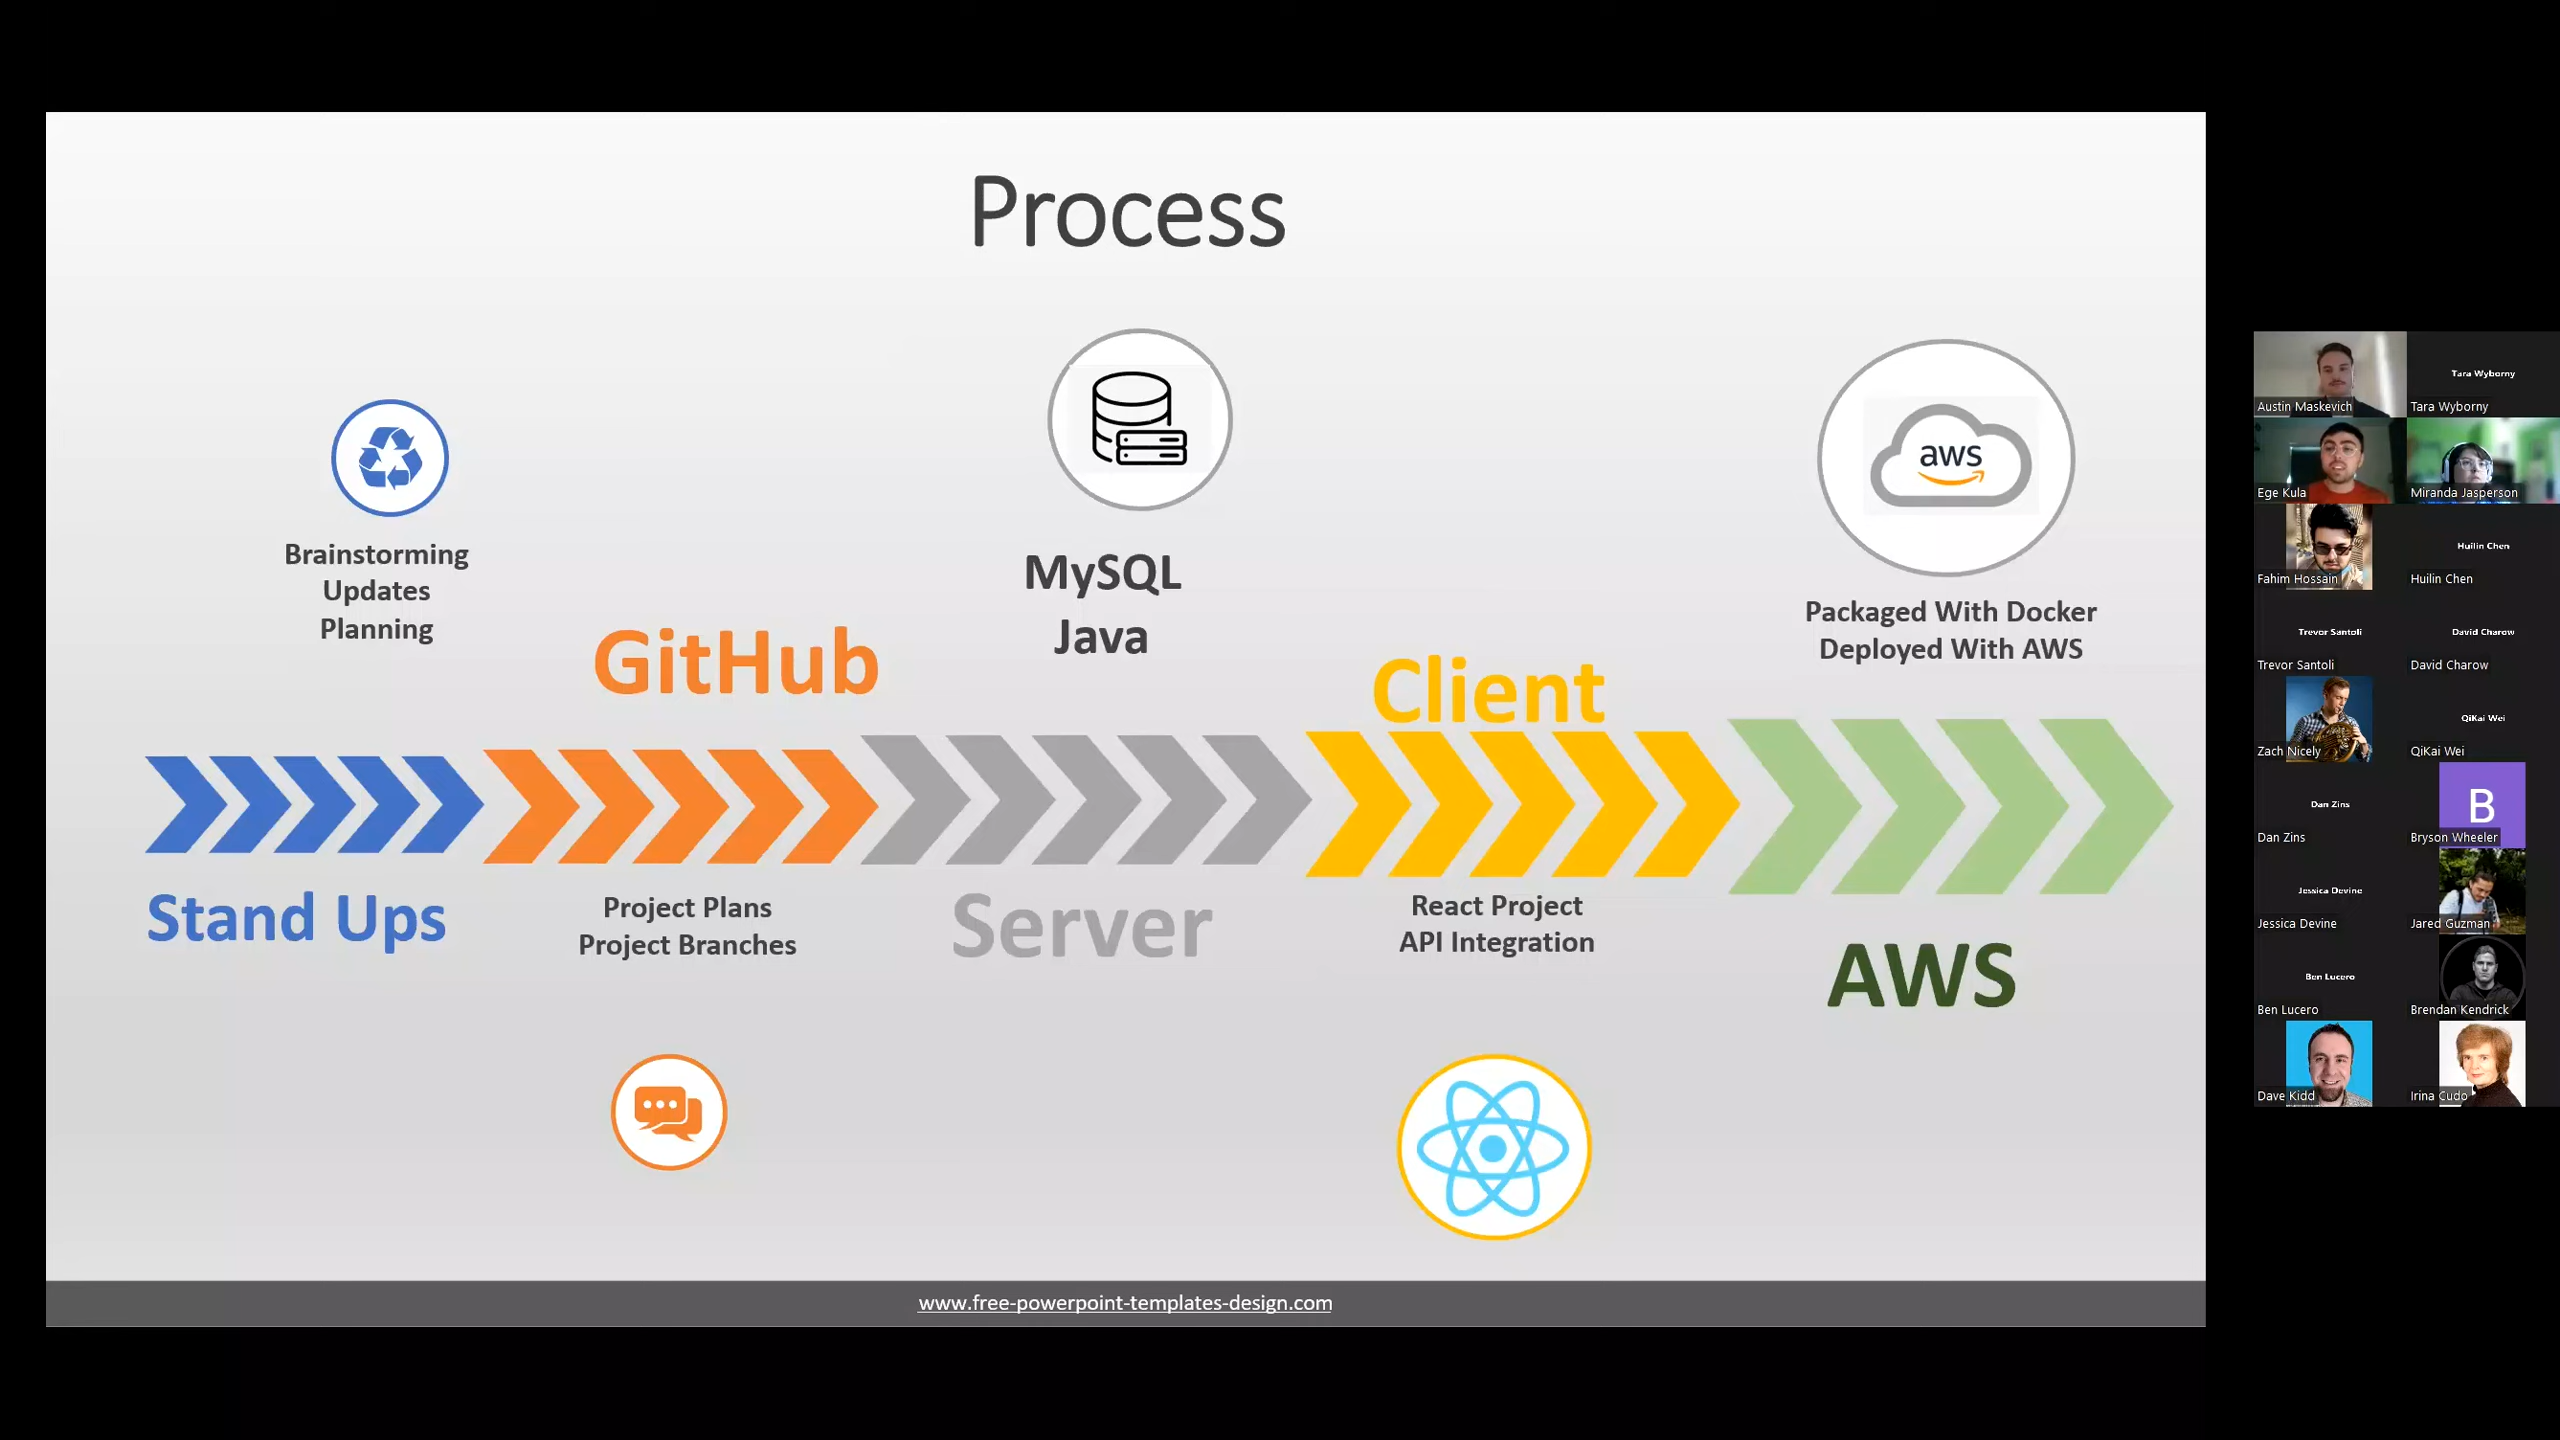 Process
aws
Brainstorming
Updates
Planning
GitHub
MySQL
Java
Client
Packaged With Docker
Deployed With AWS
Stand Ups
Project Plans
Project Branches
Server
React Project
API Integration
AWS
www.free-powerpoint-templates-design.com
Austin Maskevich
Tara Wyborny
Tara Wyborny
Ege Kula
Miranda Jasperson
Fahim Hossain
Huilin Chen
Huilin Chen
Trevor Santoli
Trevor Santoli
David Charow
David Charow
Zach Nicely
QiKai Wei
QiKai Wei
Dan Zins
Dan Zins
B
Bryson Wheeler
Jessica Devine
Jessica Devine
Jared Guzman
Ben Lucero
Ben Lucero
Brendan Kendrick
Dave Kidd
Irina Cudo